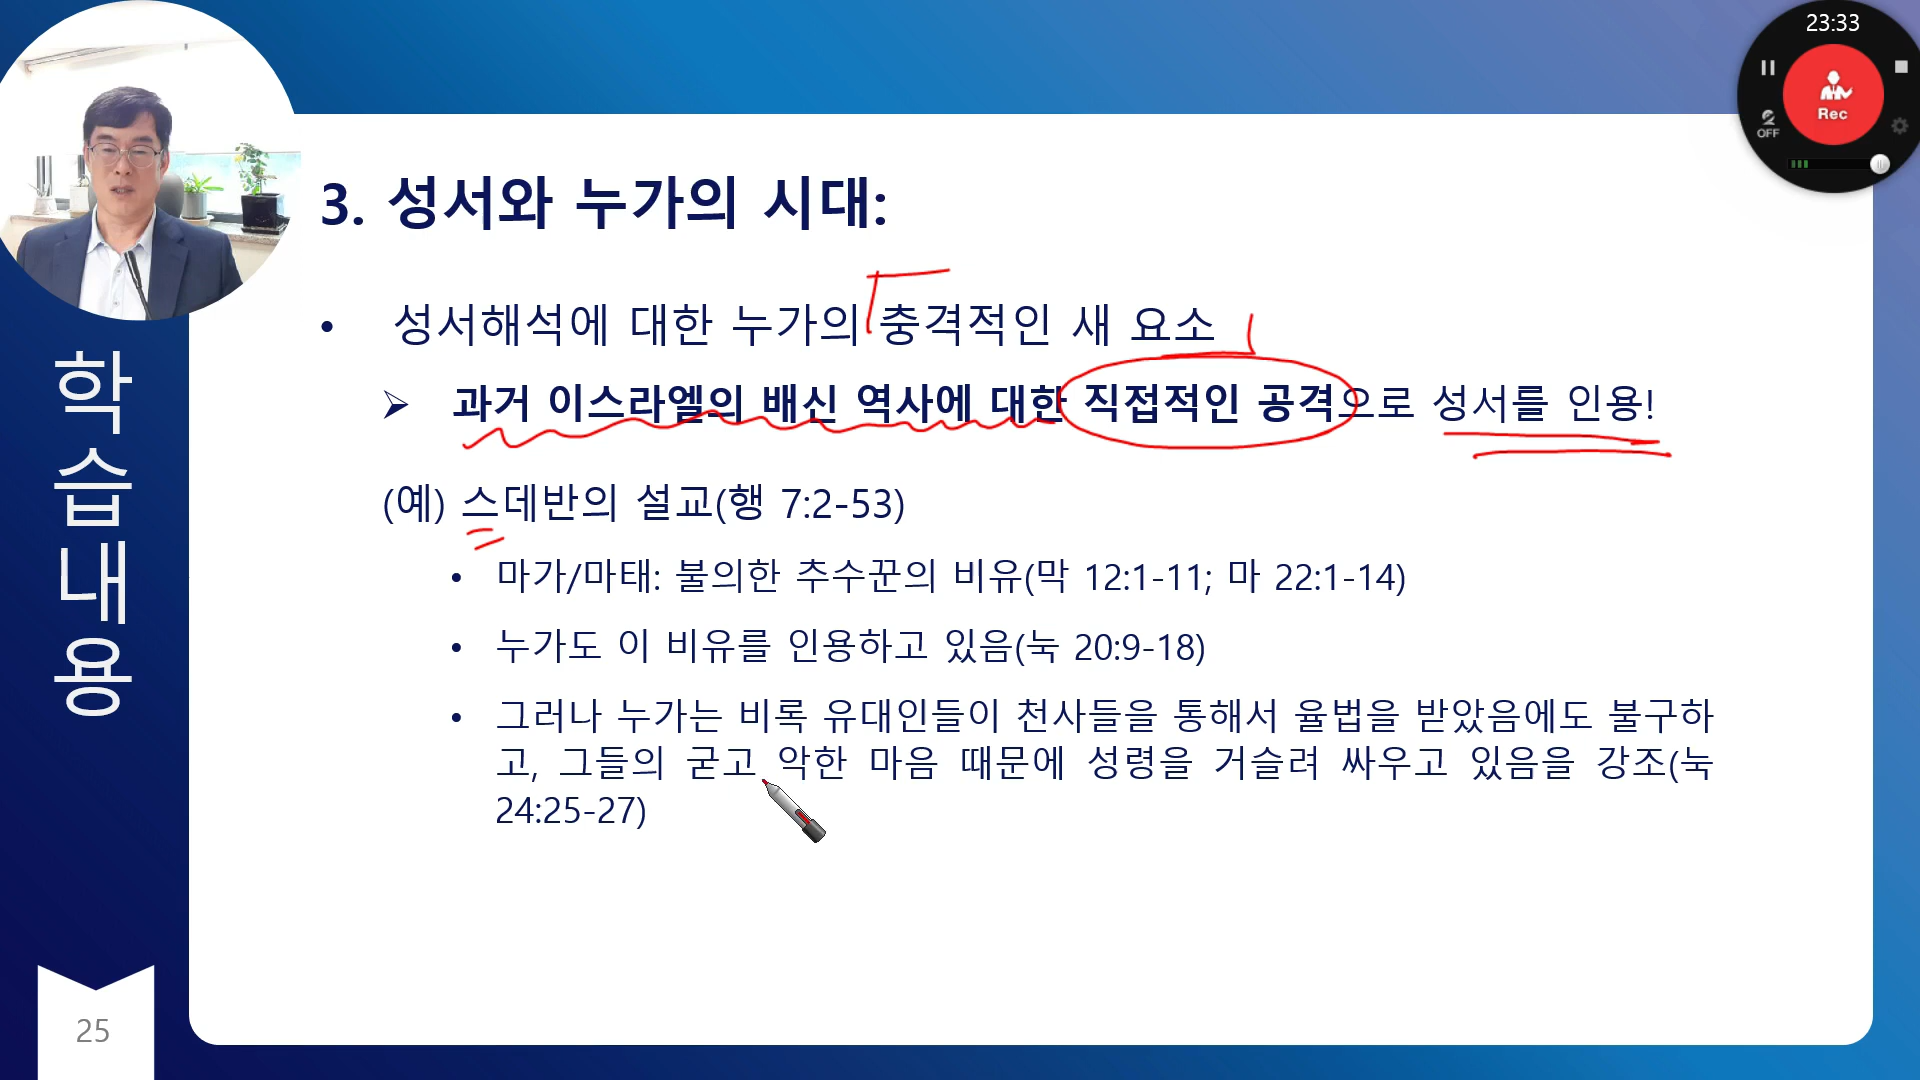 23:33
Rec
OFF
3. 성서와 누가의 시대:
• 성서해석에 대한 누가의 충격적인 새 요소
➢ 과거 이스라엘의 배신 역사에 대한 직접적인 공격으로 성서를 인용!
(예) 스데반의 설교(행 7:2-53)
• 마가/마태: 불의한 추수꾼의 비유(막 12:1-11; 마 22:1-14)
• 누가도 이 비유를 인용하고 있음(눅 20:9-18)
• 그러나 누가는 비록 유대인들이 천사들을 통해서 율법을 받았음에도 불구하
고, 그들의 굳고 악한 마음 때문에 성령을 거슬려 싸우고 있음을 강조(눅
24:25-27)
학
습
내
용
25